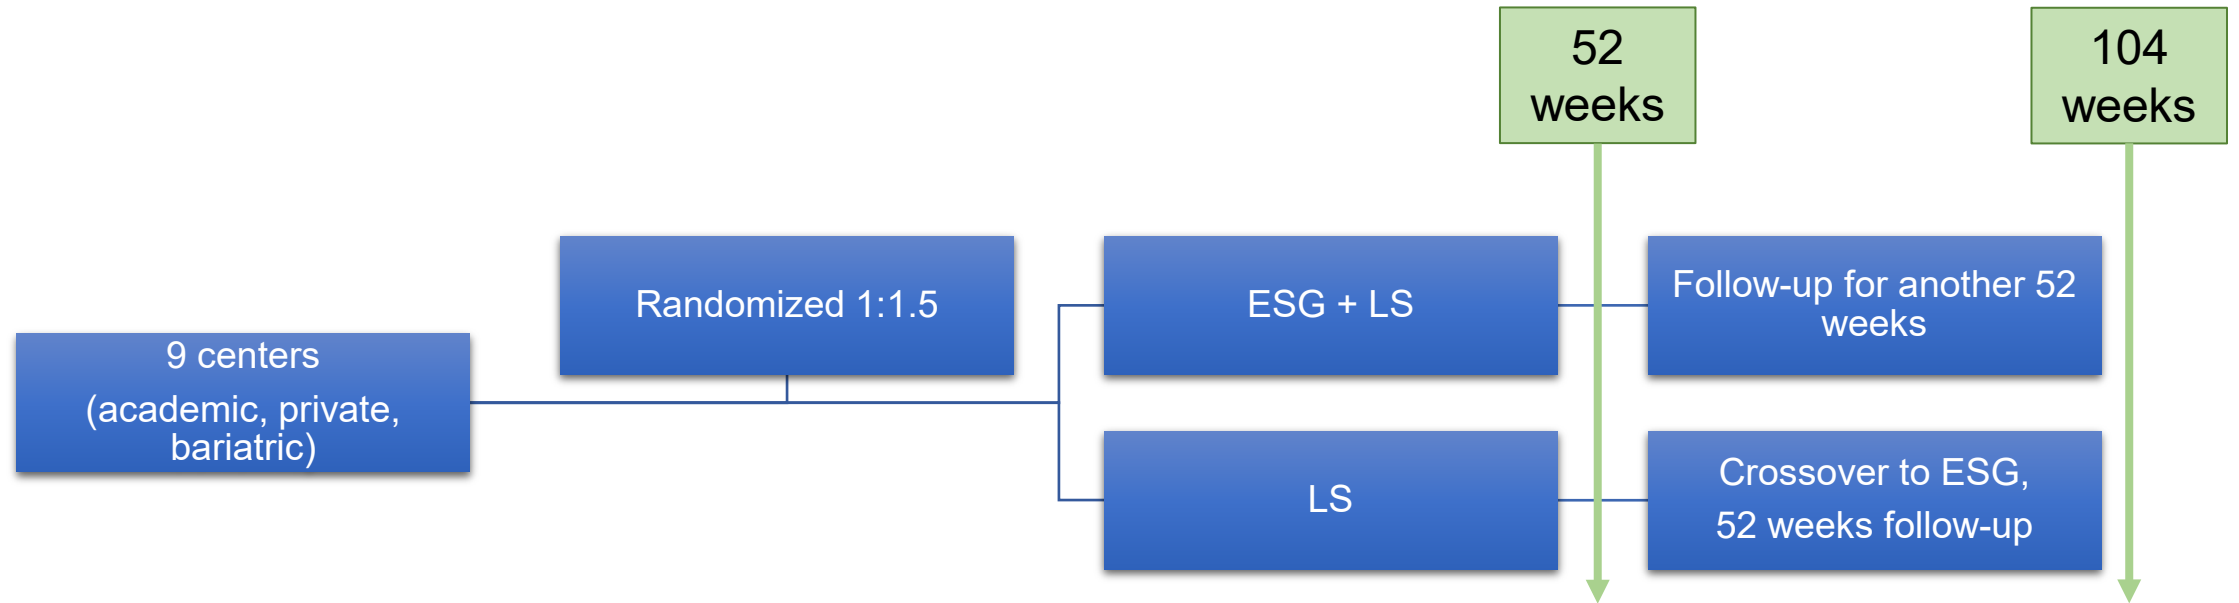 52
weeks
104
weeks
9 centers
(academic, private,
bariatric)
Randomized 1:1.5
ESG + LS
Follow-up for another 52
weeks
LS
Crossover to ESG,
52 weeks follow-up